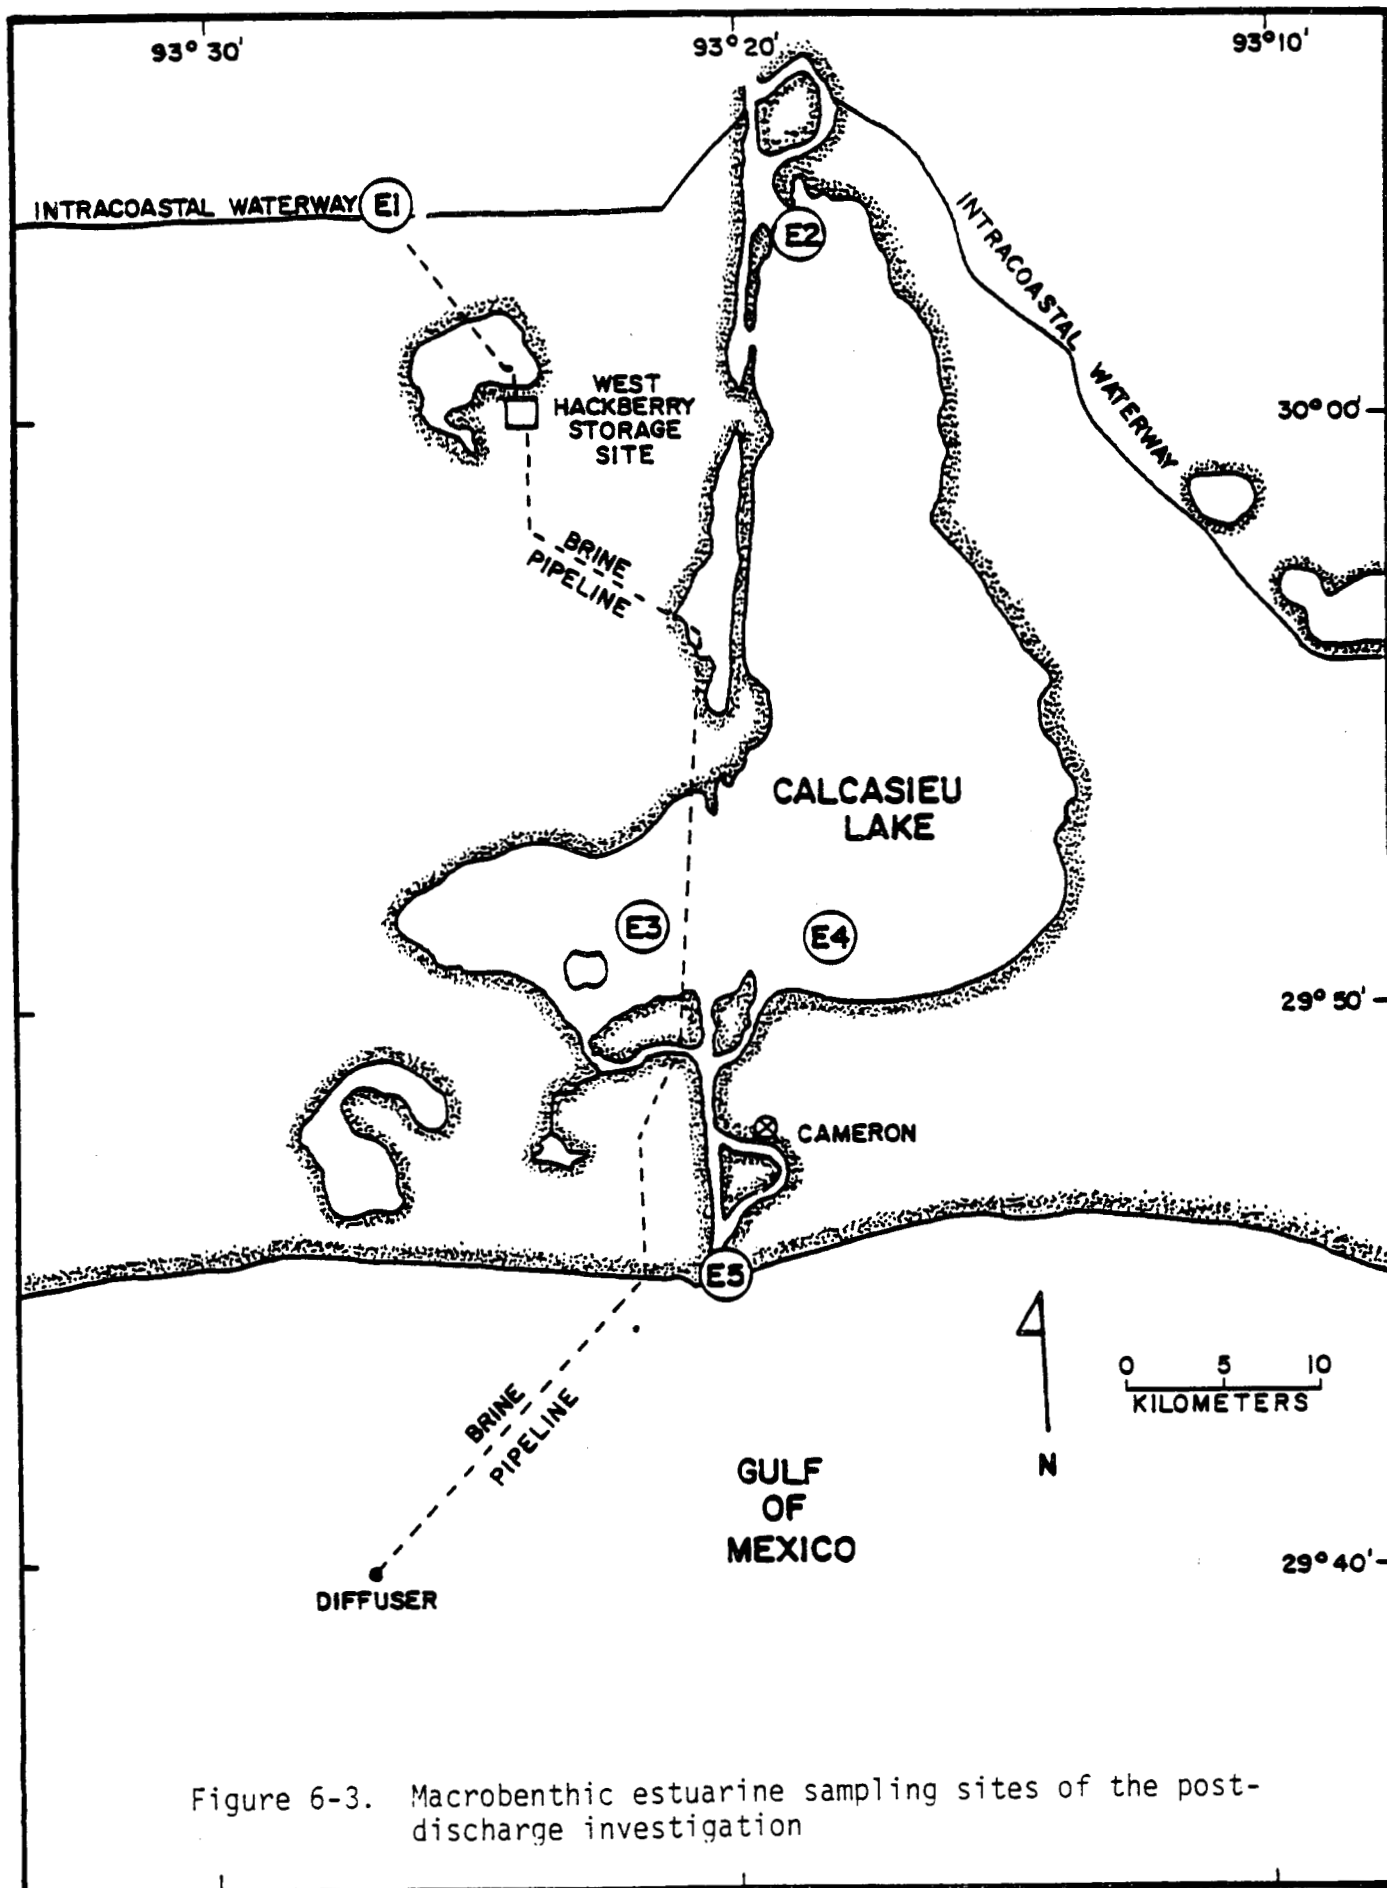 93° 30'
93° 20'
93° 10'
INTRACOASTAL WATERWAY
E1
E2
INTRACOASTAL WATERWAY
WEST
HACKBERRY
STORAGE
SITE
30° 00'
BRINE
PIPELINE
CALCASIEU
LAKE
E3
E4
29° 50'
CAMERON
E5
0 5 10
KILOMETERS
BRINE
PIPELINE
N
GULF
OF
MEXICO
29° 40'
DIFFUSER
Figure 6-3. Macrobenthic estuarine sampling sites of the post-
discharge investigation